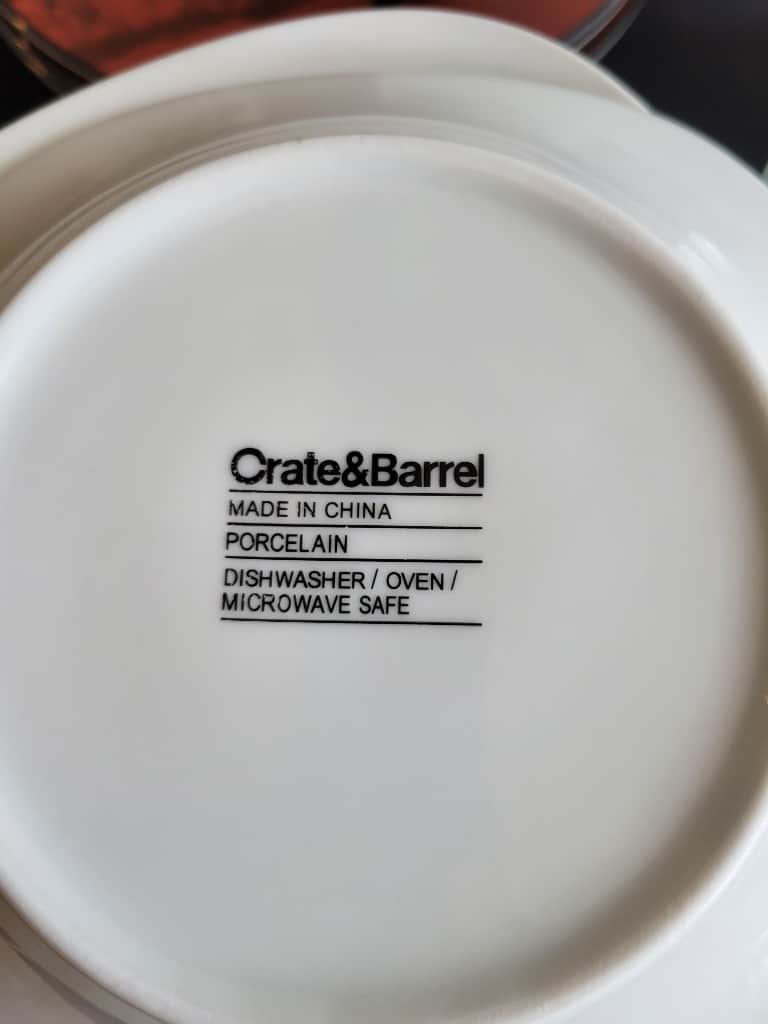 Crate&Barrel
MADE IN CHINA
PORCELAIN
DISHWASHER / OVEN /
MICROWAVE SAFE